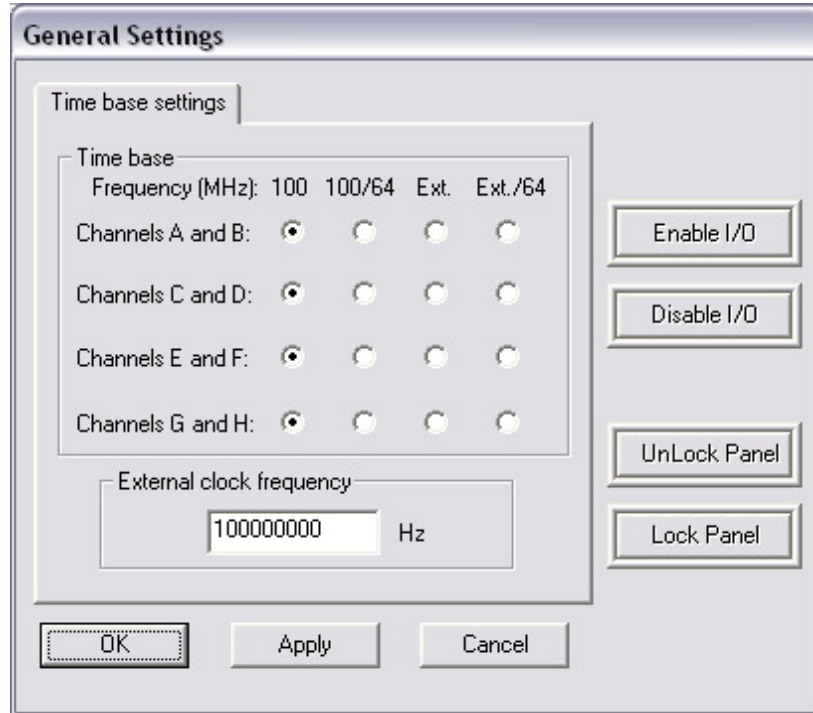 General Settings
Time base settings
Time base
Frequency (MHz): 100 100/64 Ext. Ext./64
Channels A and B:
Channels C and D:
Channels E and F:
Channels G and H:
External clock frequency
100000000 Hz
Enable I/O
Disable I/O
UnLock Panel
Lock Panel
OK Apply Cancel